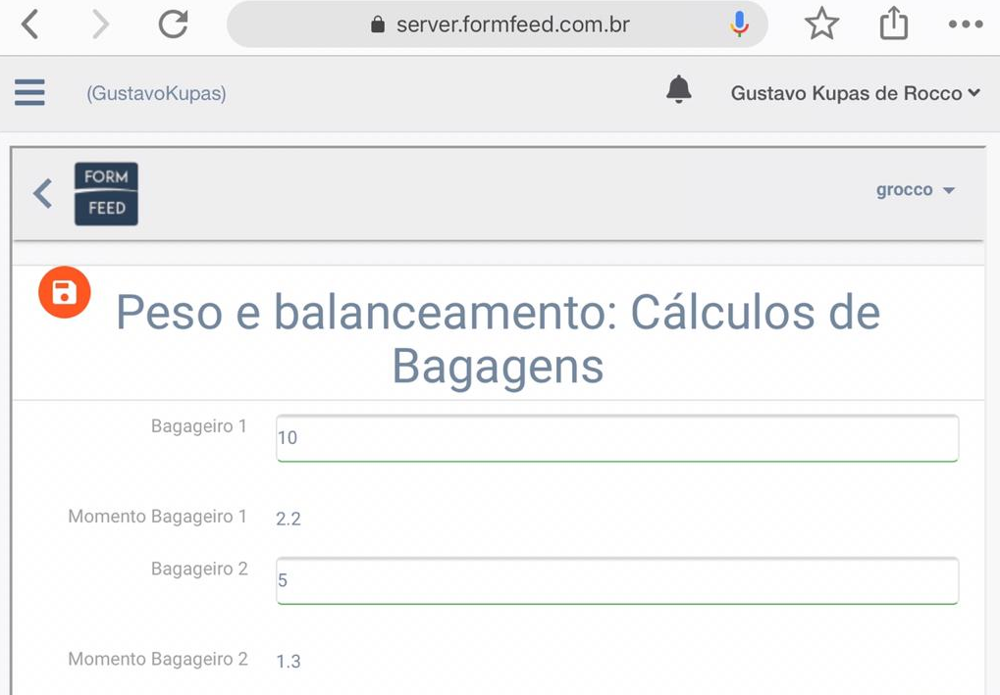 server.formfeed.com.br
(GustavoKupas)
Gustavo Kupas de Rocco
FORM
FEED
grocco
Peso e balanceamento: Cálculos de
Bagagens
Bagageiro 1
10
Momento Bagageiro 1
2.2
Bagageiro 2
5
Momento Bagageiro 2
1.3